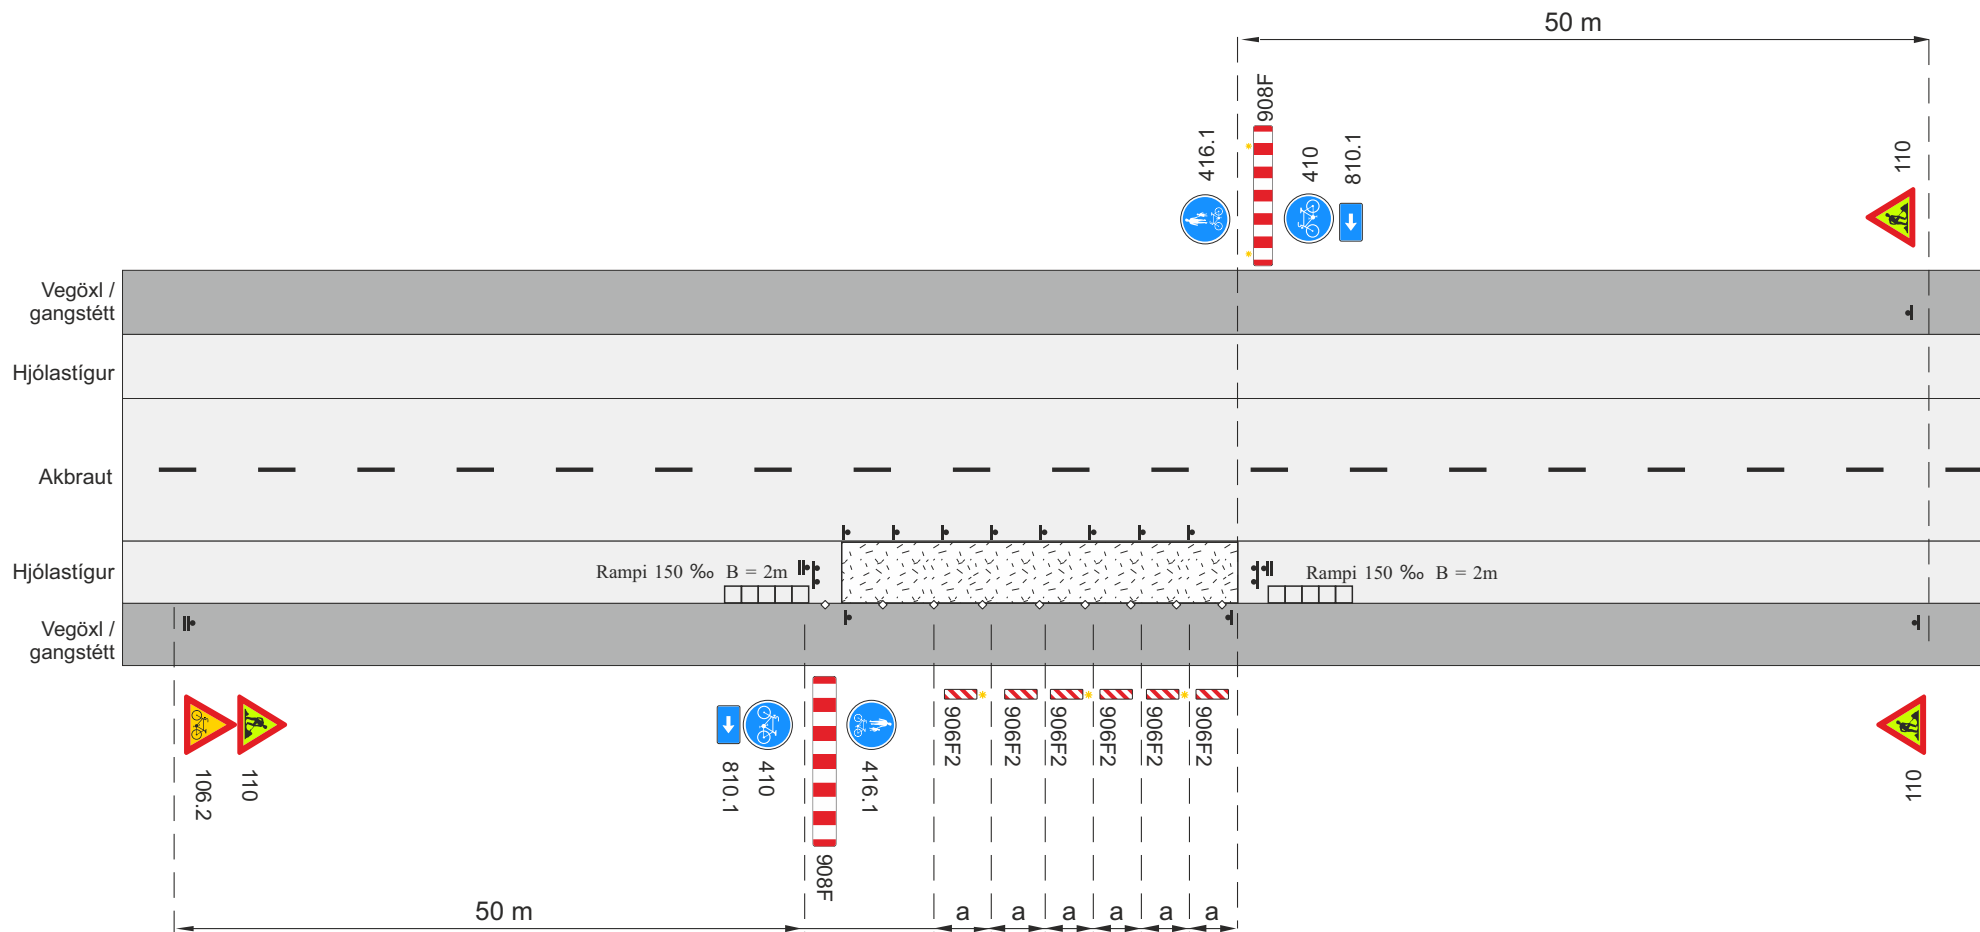 50 m
908F
416.1
410
810.1
110
Vegöxl /
gangstétt
Hjólastígur
Akbraut
Hjólastígur
Rampi 150 ‰ B = 2m
Rampi 150 ‰ B = 2m
Vegöxl /
gangstétt
106.2
110
810.1
410
908F
416.1
906F2
906F2
906F2
906F2
906F2
906F2
110
50 m
a
a
a
a
a
a